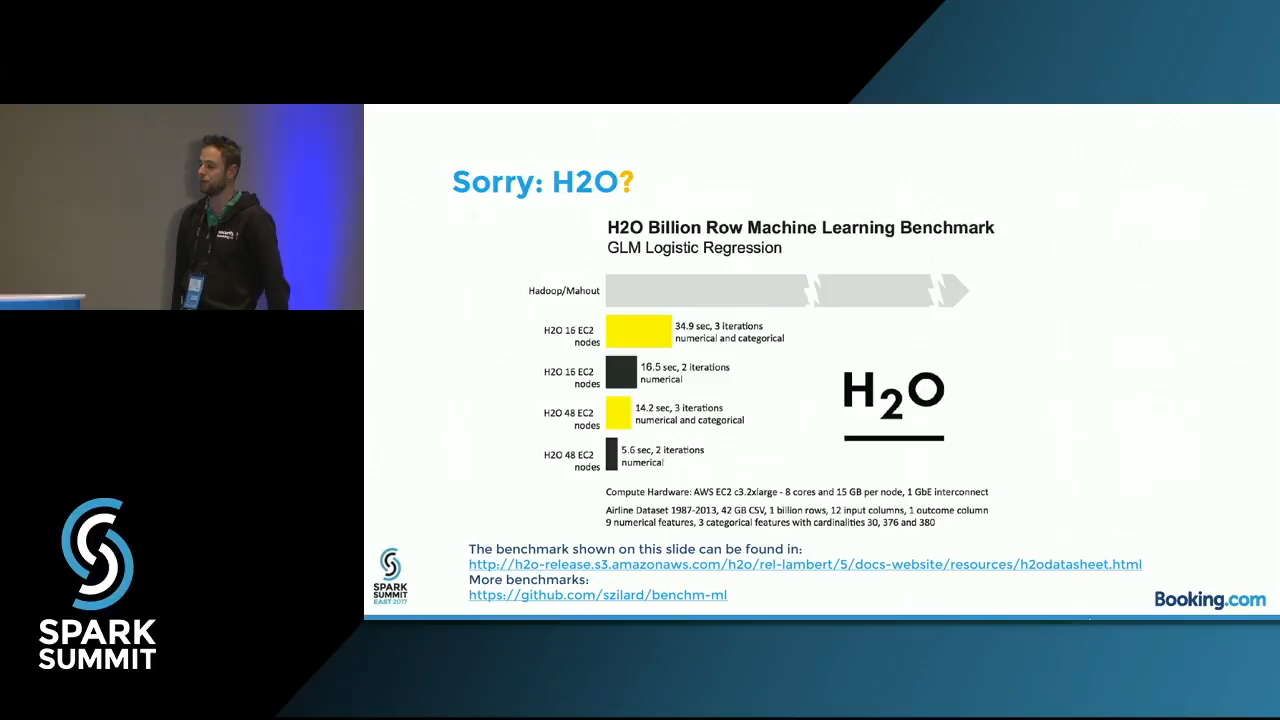 Sorry: H2O?
H2O Billion Row Machine Learning Benchmark
GLM Logistic Regression
Hadoop/Mahout
H2O 16 EC2
nodes
34.9 sec, 3 iterations
numerical and categorical
H2O 16 EC2
nodes
16.5 sec, 2 iterations
numerical
H2O 48 EC2
nodes
14.2 sec, 3 iterations
numerical and categorical
H2O 48 EC2
nodes
5.6 sec, 2 iterations
numerical
H2O
Compute Hardware: AWS EC2 c3.2xlarge - 8 cores and 15 GB per node, 1 GbE interconnect
Airline Dataset 1987-2013, 42 GB CSV, 1 billion rows, 12 input columns, 1 outcome column
9 numerical features, 3 categorical features with cardinalities 30, 376 and 380
The benchmark shown on this slide can be found in:
http://h2o-release.s3.amazonaws.com/h2o/rel-lambert/5/docs-website/resources/h2odatasheet.html
More benchmarks:
https://github.com/szilard/benchm-ml
SPARK
SUMMIT
EAST 2017
Booking.com
SPARK
SUMMIT